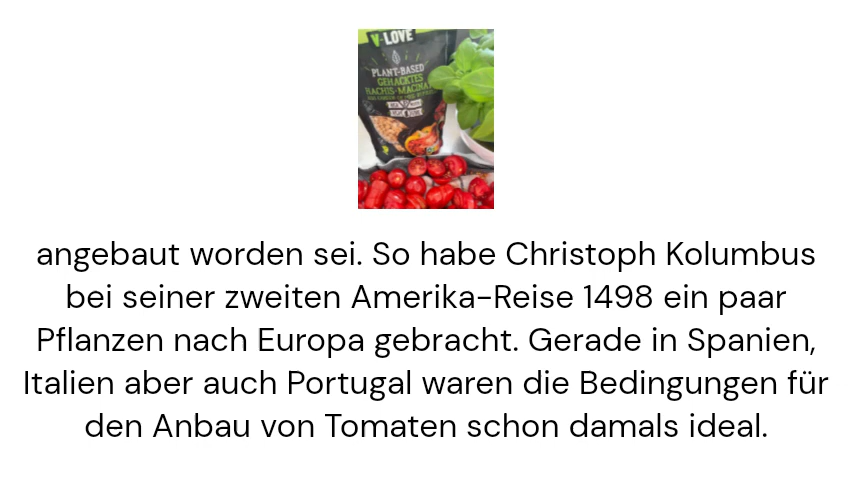 V-LOVE
PLANT-BASED
GEHACKTES
HACHIS-MACINATO
angebaut worden sei. So habe Christoph Kolumbus
bei seiner zweiten Amerika-Reise 1498 ein paar
Pflanzen nach Europa gebracht. Gerade in Spanien,
Italien aber auch Portugal waren die Bedingungen für
den Anbau von Tomaten schon damals ideal.